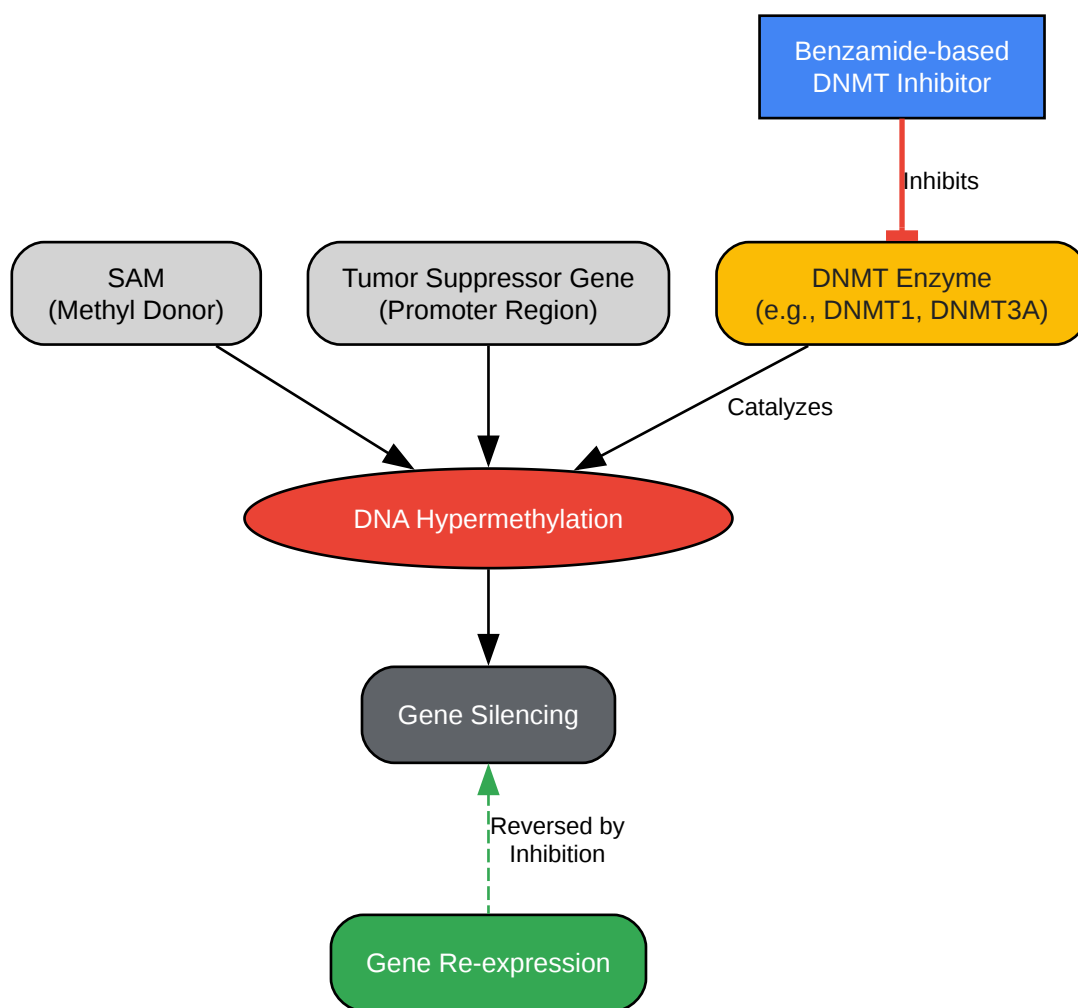 Benzamide-based
DNMT Inhibitor
Inhibits
SAM
(Methyl Donor)
Tumor Suppressor Gene
(Promoter Region)
DNMT Enzyme
(e.g., DNMT1, DNMT3A)
Catalyzes
DNA Hypermethylation
Gene Silencing
Reversed by
Inhibition
Gene Re-expression